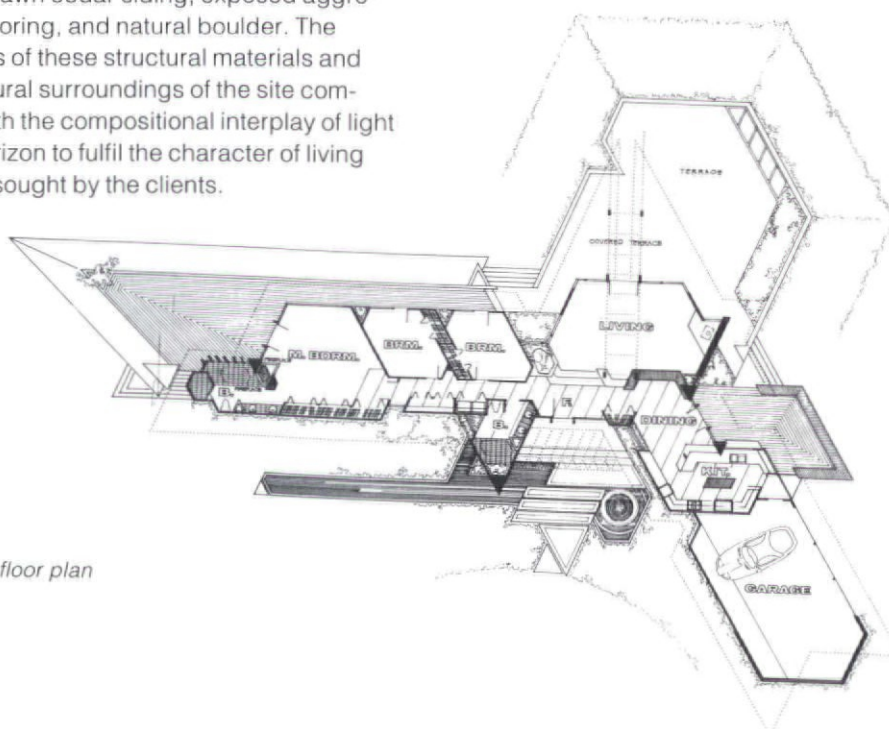 sawn cedar siding, exposed aggre-
oring, and natural boulder. The
s of these structural materials and
ural surroundings of the site com-
th the compositional interplay of light
rizon to fulfil the character of living
sought by the clients.
TERRACE
COVERED TERRACE
LIVING
M. BDRM.
BRM.
BRM.
B.
B.
F.
DINING
KIT.
GARAGE
floor plan